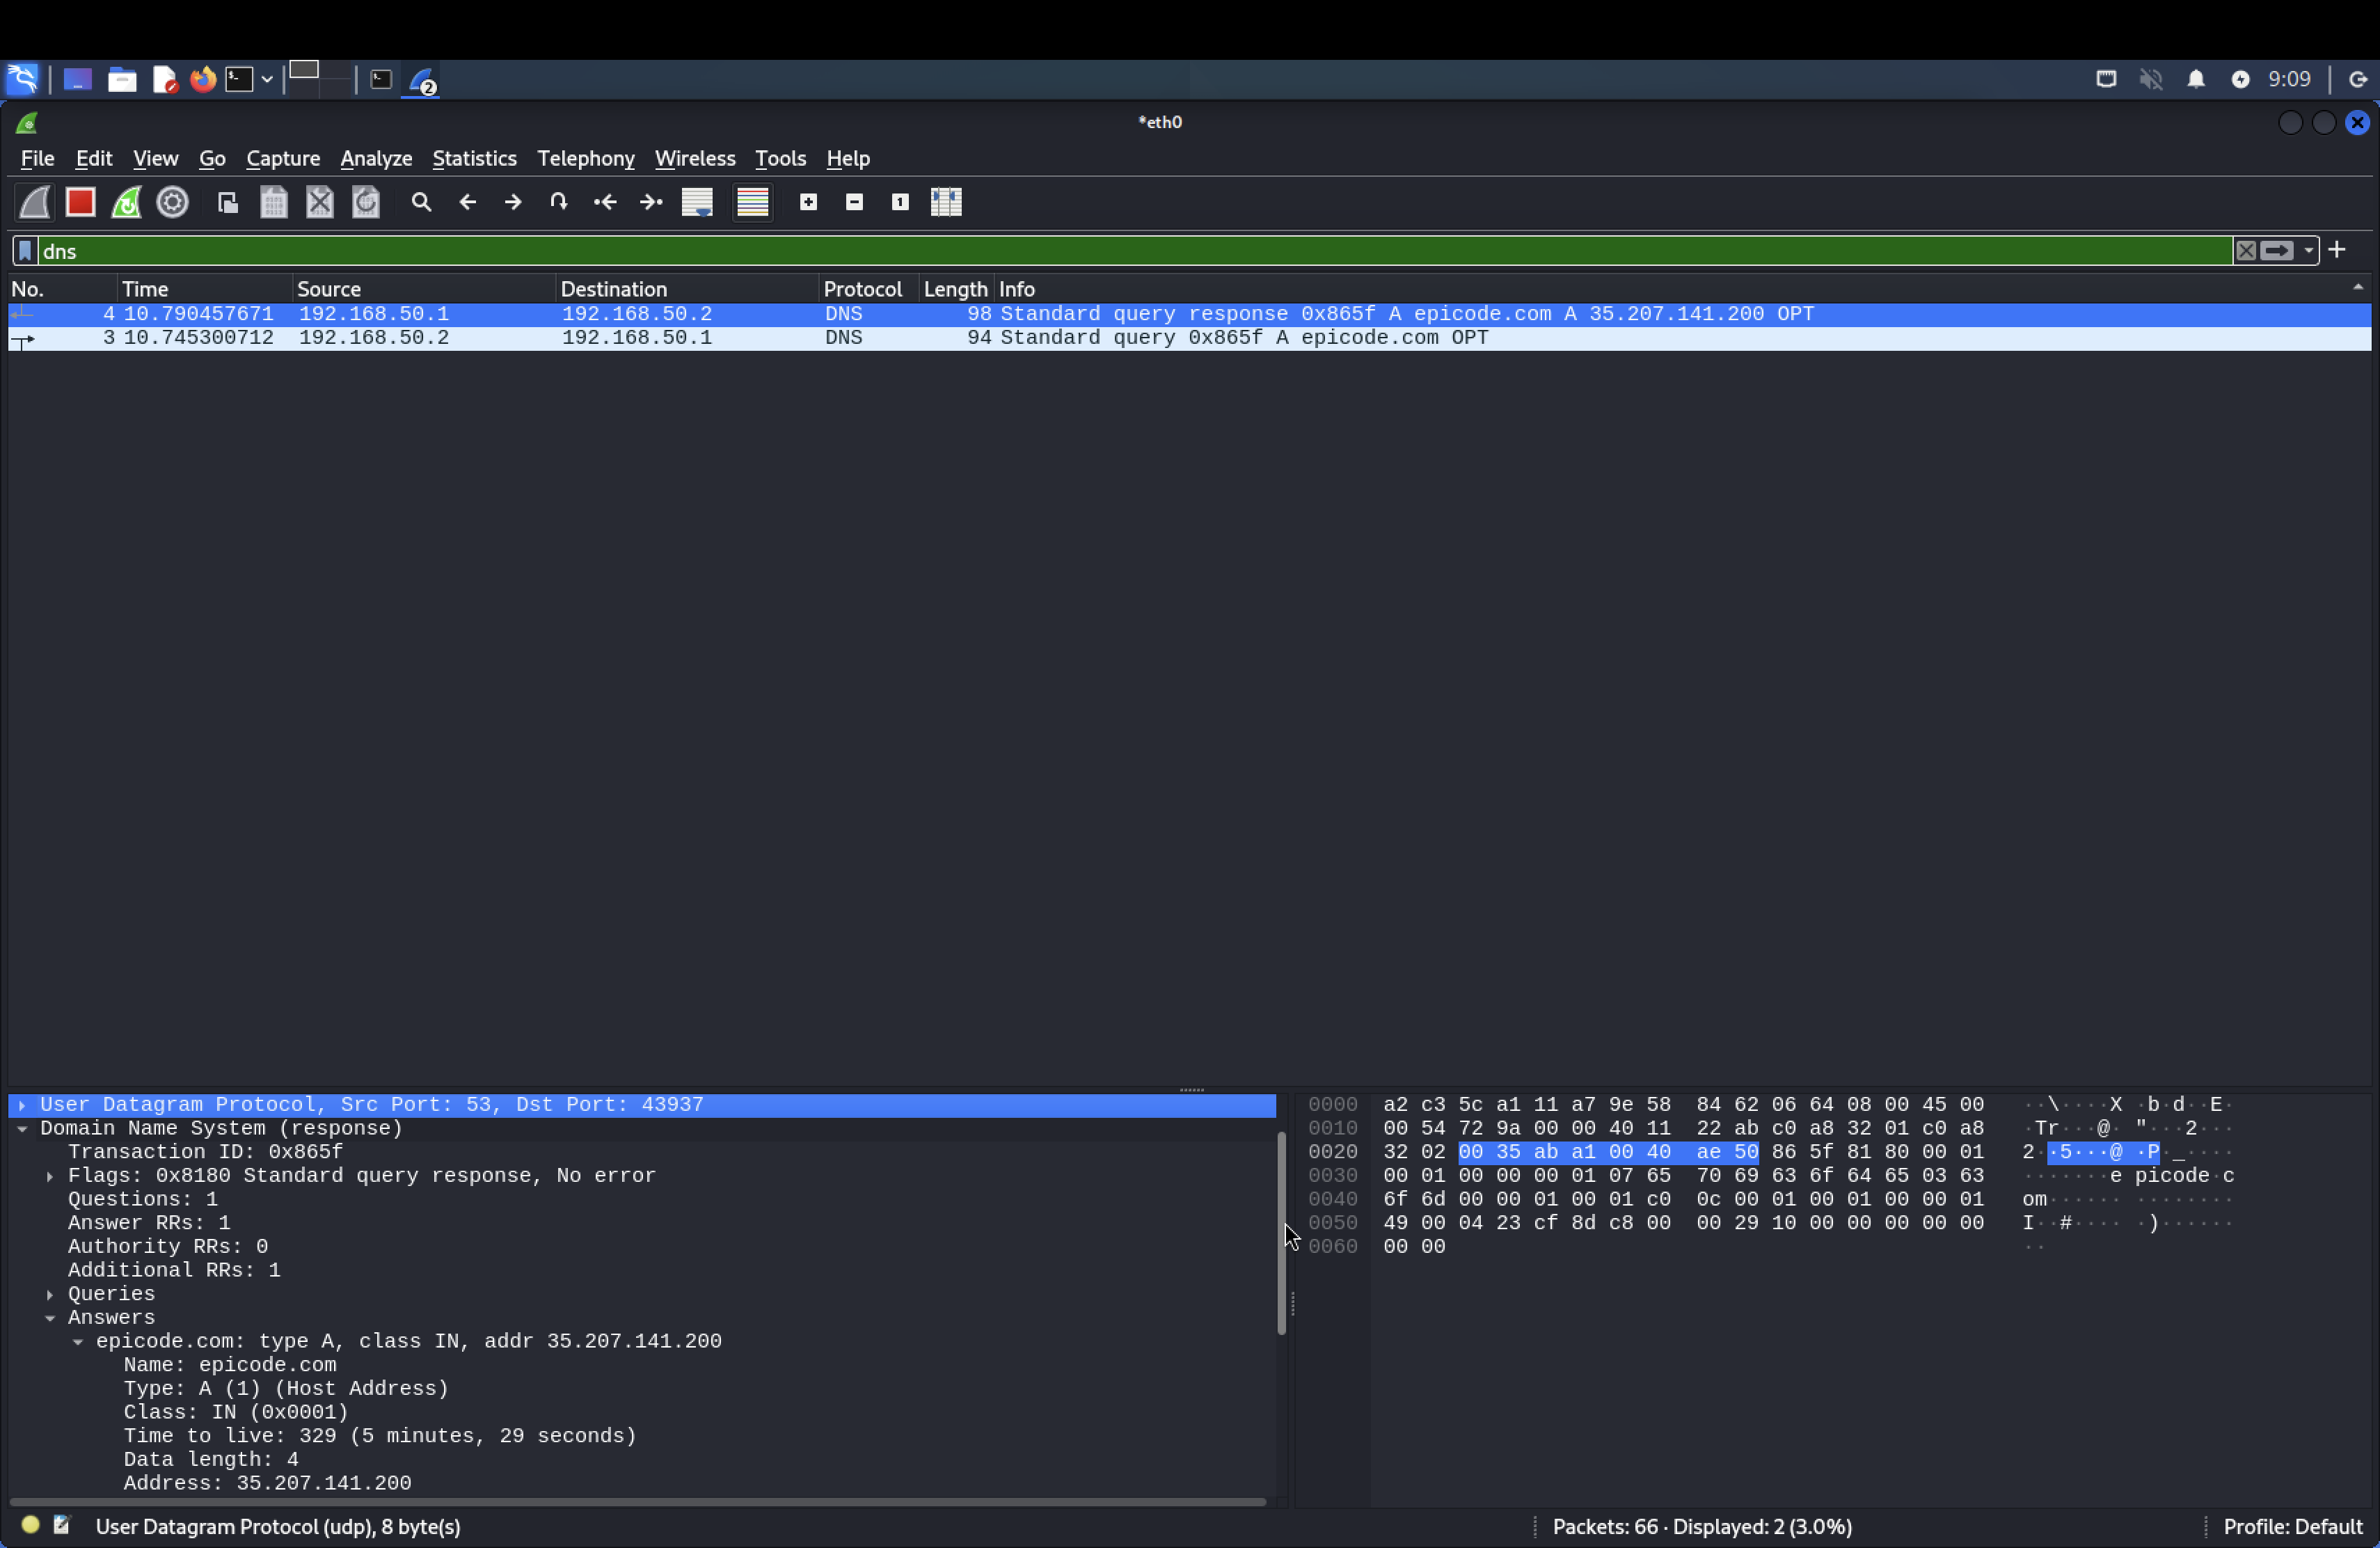 9:09
*eth0
File Edit View Go Capture Analyze Statistics Telephony Wireless Tools Help
dns
No. Time Source Destination Protocol Length Info
4 10.790457671 192.168.50.1 192.168.50.2 DNS 98 Standard query response 0x865f A epicode.com A 35.207.141.200 OPT
3 10.745300712 192.168.50.2 192.168.50.1 DNS 94 Standard query 0x865f A epicode.com OPT
User Datagram Protocol, Src Port: 53, Dst Port: 43937
Domain Name System (response)
Transaction ID: 0x865f
Flags: 0x8180 Standard query response, No error
Questions: 1
Answer RRs: 1
Authority RRs: 0
Additional RRs: 1
Queries
Answers
epicode.com: type A, class IN, addr 35.207.141.200
Name: epicode.com
Type: A (1) (Host Address)
Class: IN (0x0001)
Time to live: 329 (5 minutes, 29 seconds)
Data length: 4
Address: 35.207.141.200
0000 a2 c3 5c a1 11 a7 9e 58 84 62 06 64 08 00 45 00 ··\····X ·b·d··E·
0010 00 54 72 9a 00 00 40 11 22 ab c0 a8 32 01 c0 a8 ·Tr···@· "···2···
0020 32 02 00 35 ab a1 00 40 ae 50 86 5f 81 80 00 01 2··5···@ ·P·_····
0030 00 01 00 00 00 01 07 65 70 69 63 6f 64 65 03 63 ·······e picode·c
0040 6f 6d 00 00 01 00 01 c0 0c 00 01 00 01 00 00 01 om······ ········
0050 49 00 04 23 cf 8d c8 00 00 29 10 00 00 00 00 00 I··#···· ·)······
0060 00 00 ··
User Datagram Protocol (udp), 8 byte(s)
Packets: 66 · Displayed: 2 (3.0%)
Profile: Default